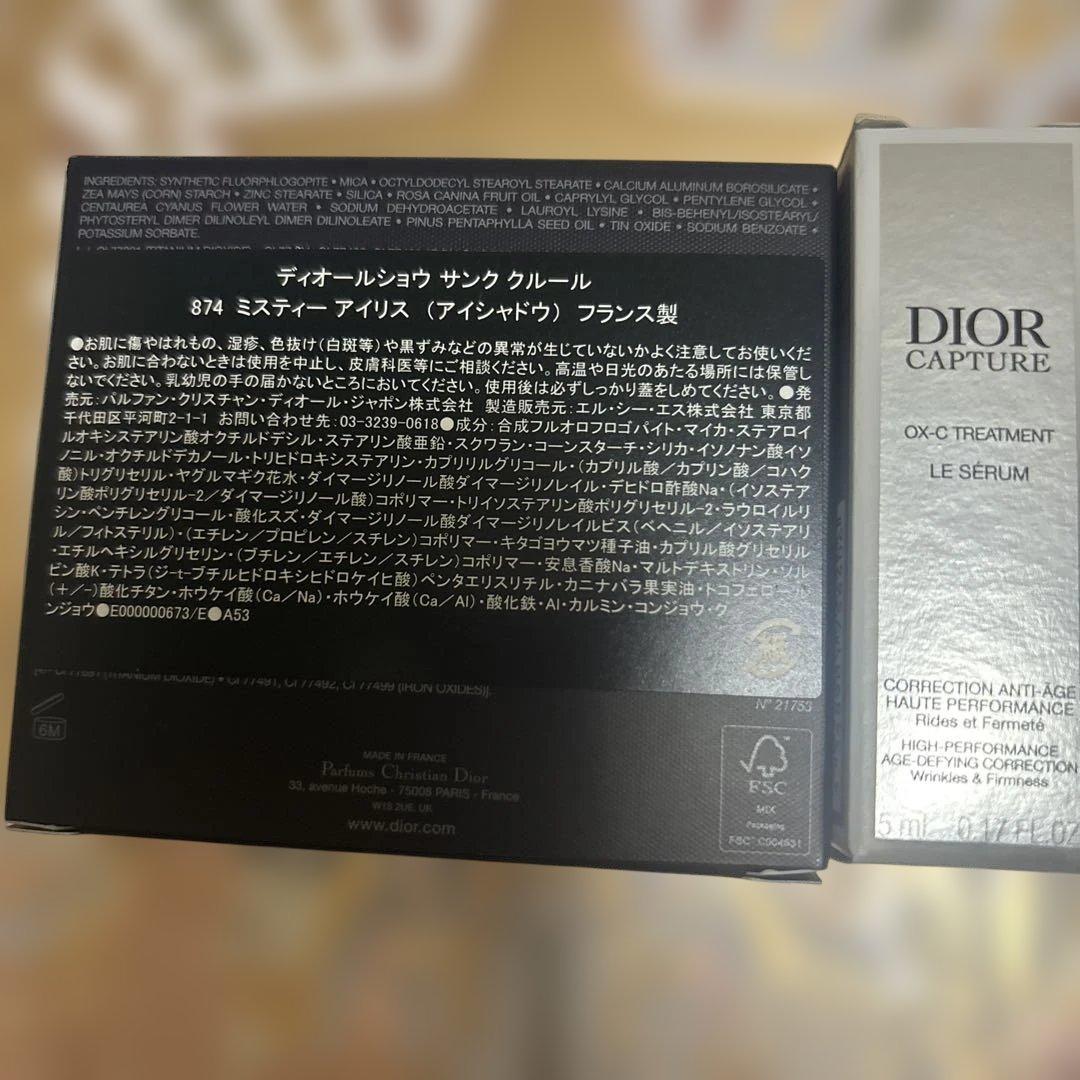 INGREDIENTS: SYNTHETIC FLUORPHLOGOPITE • MICA • OCTYLDODECYL STEAROYL STEARATE • CALCIUM ALUMINUM BOROSILICATE •
ZEA MAYS (CORN) STARCH • ZINC STEARATE • SILICA • ROSA CANINA FRUIT OIL • CAPRYLYL GLYCOL • PENTYLENE GLYCOL •
CENTAUREA CYANUS FLOWER WATER • SODIUM DEHYDROACETATE • LAUROYL LYSINE • BIS-BEHENYL/ISOSTEARYL/
PHYTOSTERYL DIMER DILINOLEYL DIMER DILINOLEATE • PINUS PENTAPHYLLA SEED OIL • TIN OXIDE • SODIUM BENZOATE •
POTASSIUM SORBATE.
ディオールショウ サンク クルール
874 ミスティー アイリス （アイシャドウ） フランス製
●お肌に傷やはれもの、湿疹、色抜け(白斑等)や黒ずみなどの異常が生じていないかよく注意してお使いくだ
さい。お肌に合わないときは使用を中止し、皮膚科医等にご相談ください。高温や日光のあたる場所には保管し
ないでください。乳幼児の手の届かないところにおいてください。使用後は必ずしっかり蓋をしめてください。●発
売元：パルファン・クリスチャン・ディオール・ジャポン株式会社 製造販売元：エル・シー・エス株式会社 東京都
千代田区平河町2-1-1 お問い合わせ先：03-3239-0618●成分：合成フルオロフロゴパイト・マイカ・ステアロイ
ルオキシステアリン酸オクチルドデシル・ステアリン酸亜鉛・スクワラン・コーンスターチ・シリカ・イソノナン酸イソ
ノニル・オクチルドデカノール・トリヒドロキシステアリン・カプリリルグリコール・（カプリル酸／カプリン酸／コハク
酸）トリグリセリル・ヤグルマギク花水・ダイマージリノール酸ダイマージリノレイル・デヒドロ酢酸Na・（イソステア
リン酸ポリグリセリル-2／ダイマージリノール酸）コポリマー・トリイソステアリン酸ポリグリセリル-2・ラウロイルリ
シン・ペンチレングリコール・酸化スズ・ダイマージリノール酸ダイマージリノレイルビス（ベヘニル／イソステアリ
ル／フィトステリル）・（エチレン／プロピレン／スチレン）コポリマー・キタゴヨウマツ種子油・カプリル酸グリセリル
・エチルヘキシルグリセリン・（ブチレン／エチレン／スチレン）コポリマー・安息香酸Na・マルトデキストリン・ソル
ビン酸K・テトラ（ジ-t-ブチルヒドロキシヒドロケイヒ酸）ペンタエリスリチル・カニナバラ果実油・トコフェロール
（＋／－）酸化チタン・ホウケイ酸（Ca／Na）・ホウケイ酸（Ca／Al）・酸化鉄・Al・カルミン・コンジョウ・グ
ンジョウ●E000000673/E●A53
CI 77491, CI 77492, CI 77499 (IRON OXIDES)].
N° 21753
6M
MADE IN FRANCE
Parfums Christian Dior
33, avenue Hoche - 75008 PARIS - France
W1S 2UE, UK
www.dior.com
FSC
MIX
Packaging
DIOR
CAPTURE
OX-C TREATMENT
LE SÉRUM
CORRECTION ANTI-ÂGE
HAUTE PERFORMANCE
Rides et Fermeté
HIGH-PERFORMANCE
AGE-DEFYING CORRECTION
Wrinkles & Firmness
5 ml 0.17 FL.OZ